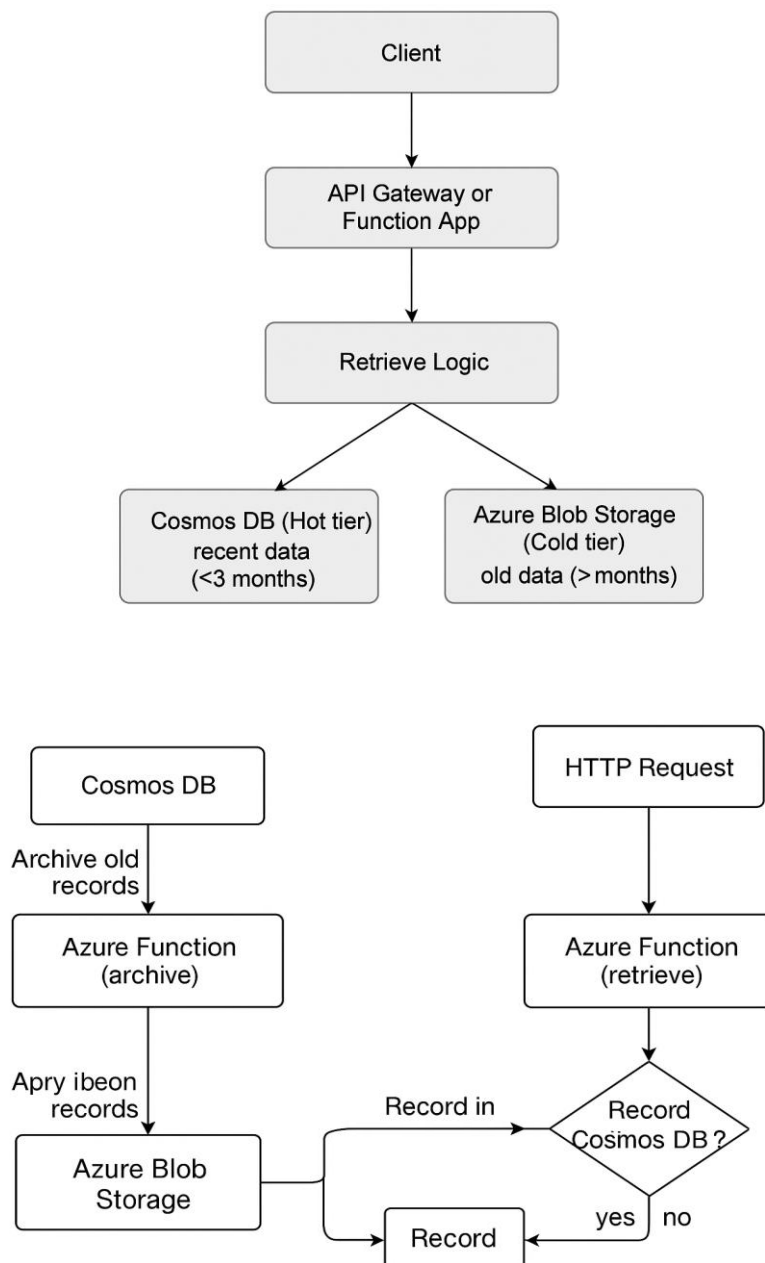 Client
API Gateway or
Function App
Retrieve Logic
Cosmos DB (Hot tier)
recent data
(<3 months)
Azure Blob Storage
(Cold tier)
old data (> months)
Cosmos DB
HTTP Request
Archive old
records
Azure Function
(archive)
Azure Function
(retrieve)
Apry ibeon
records
Record in
Record
Cosmos DB?
Azure Blob
Storage
yes
no
Record